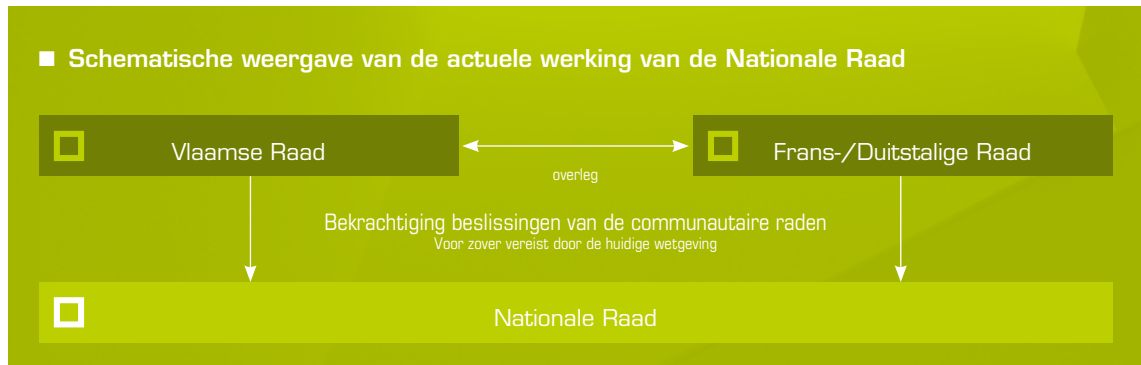 Schematische weergave van de actuele werking van de Nationale Raad
Vlaamse Raad
Frans-/Duitstalige Raad
overleg
Bekrachtiging beslissingen van de communautaire raden
Voor zover vereist door de huidige wetgeving
Nationale Raad